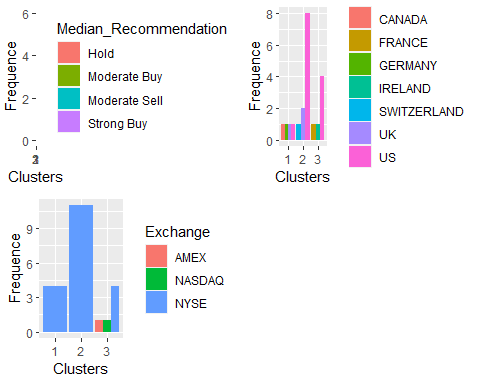 6
4
2
0
Frequence
Clusters
Median_Recommendation
Hold
Moderate Buy
Moderate Sell
Strong Buy
8
6
4
2
0
Frequence
1 2 3
Clusters
CANADA
FRANCE
GERMANY
IRELAND
SWITZERLAND
UK
US
9
6
3
0
Frequence
1 2 3
Clusters
Exchange
AMEX
NASDAQ
NYSE